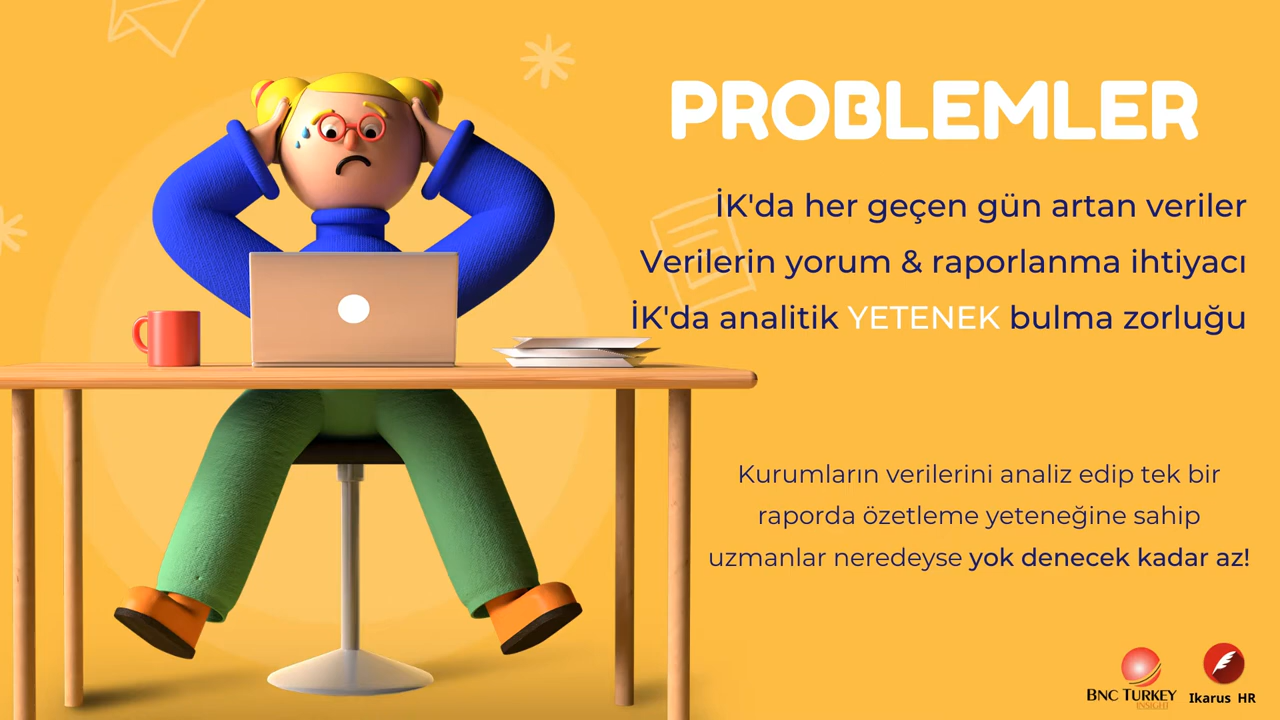 PROBLEMLER
İK'da her geçen gün artan veriler
Verilerin yorum & raporlanma ihtiyacı
İK'da analitik YETENEK bulma zorluğu
Kurumların verilerini analiz edip tek bir
raporda özetleme yeteneğine sahip
uzmanlar neredeyse yok denecek kadar az!
BNC TURKEY
INSIGHT
Ikarus HR